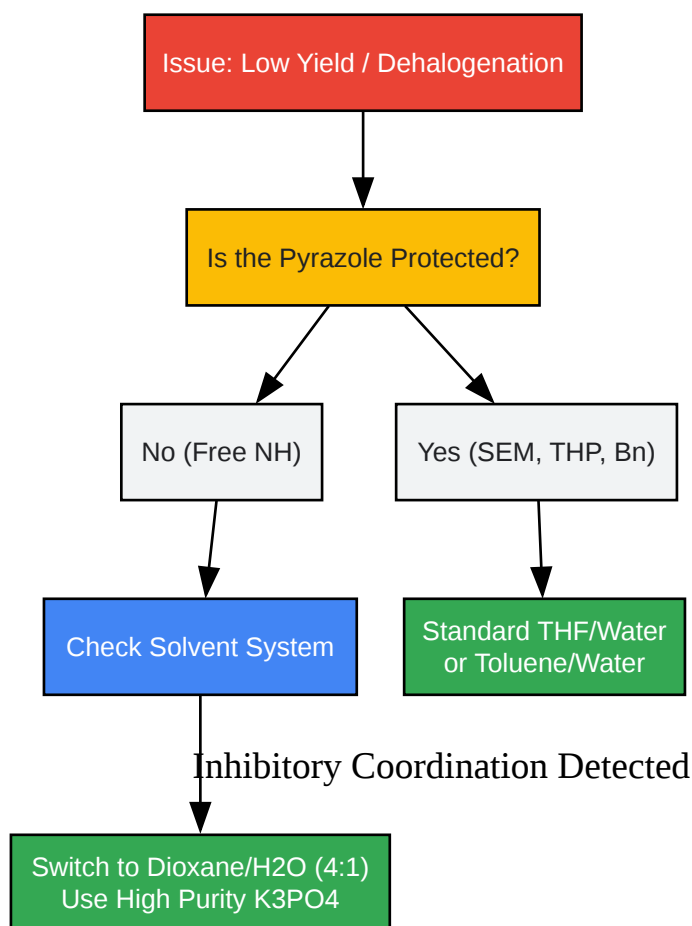 Issue: Low Yield / Dehalogenation
Is the Pyrazole Protected?
No (Free NH)
Yes (SEM, THP, Bn)
Check Solvent System
Standard THF/Water
or Toluene/Water
Inhibitory Coordination Detected
Switch to Dioxane/H2O (4:1)
Use High Purity K3PO4